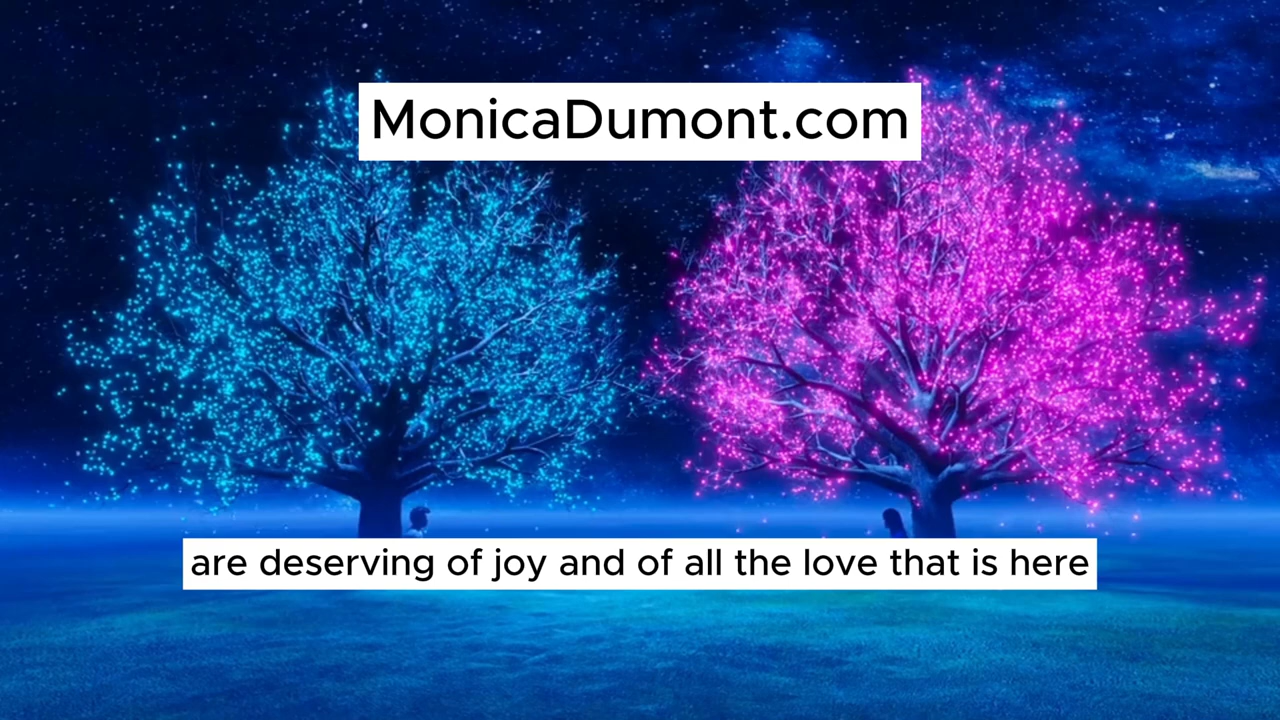 MonicaDumont.com
are deserving of joy and of all the love that is here